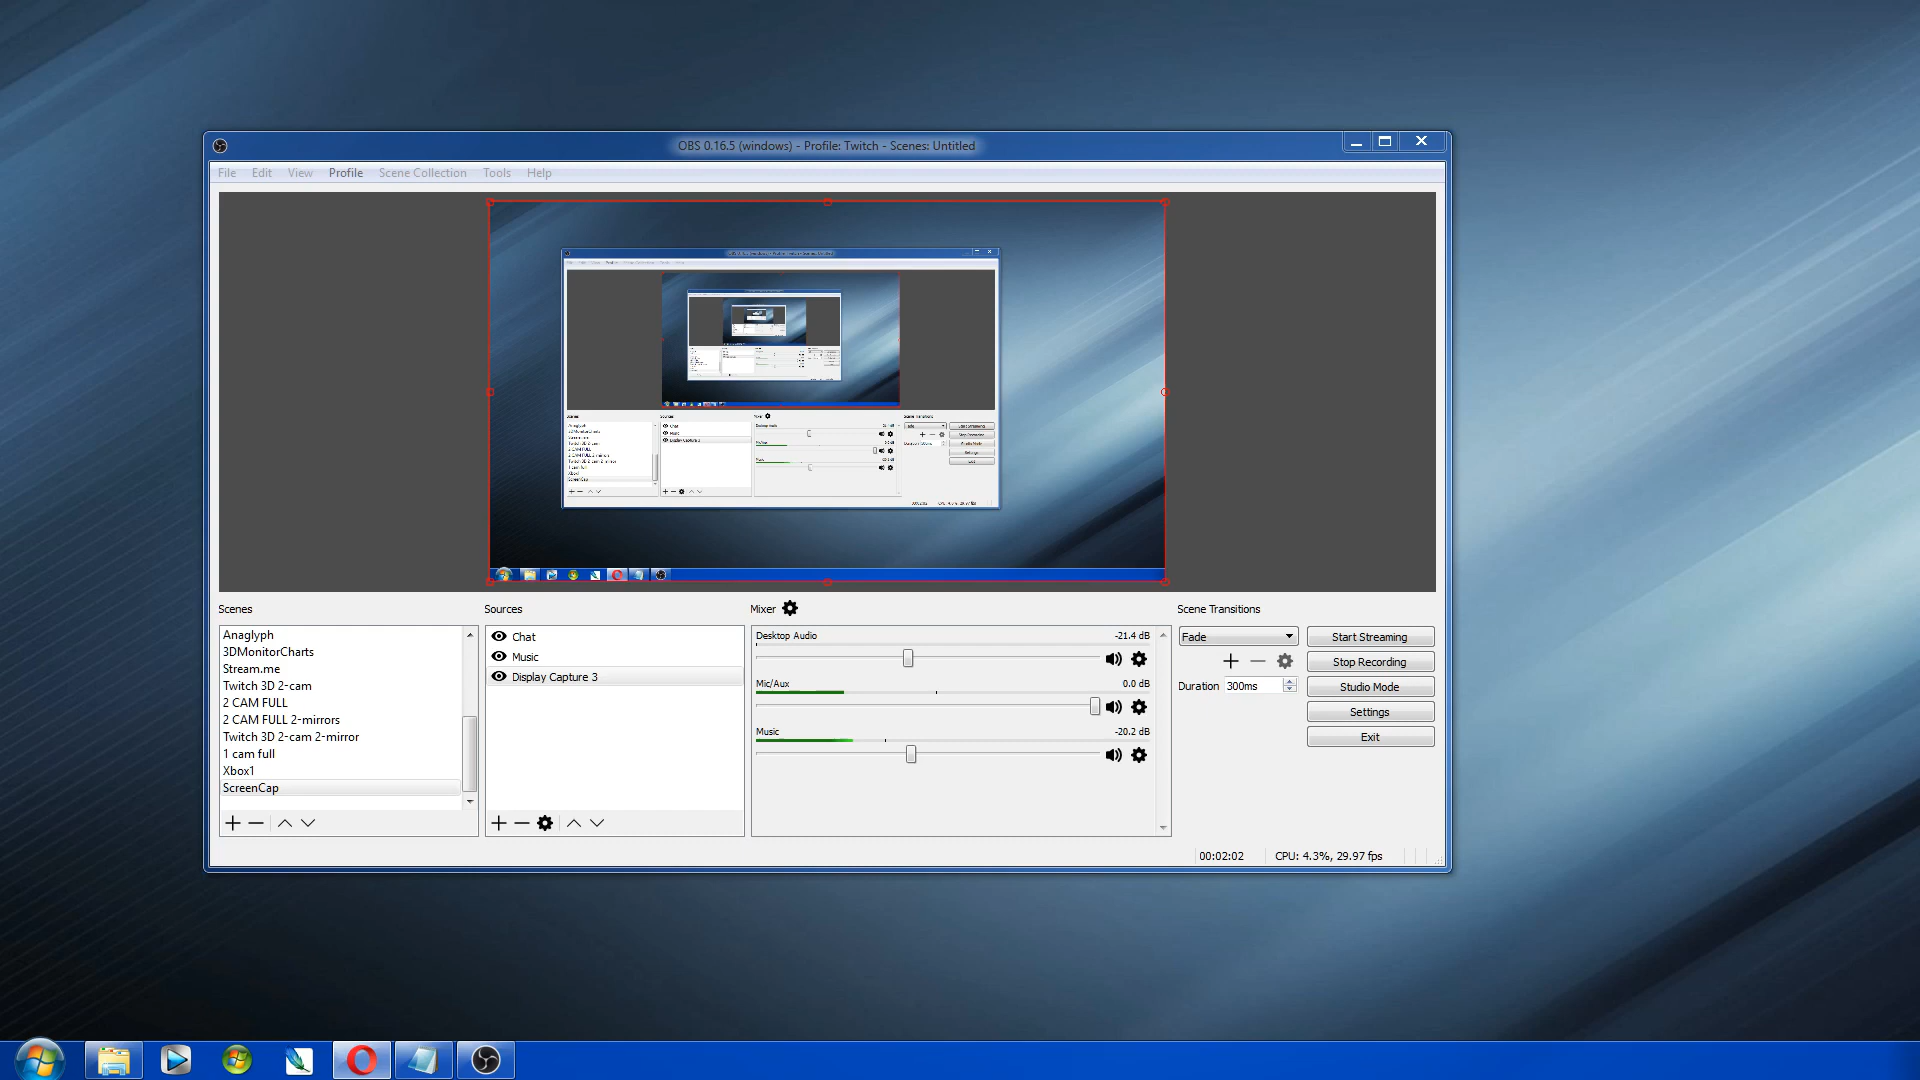 OBS 0.16.5 (windows) - Profile: Twitch - Scenes: Untitled
File Edit View Profile Scene Collection Tools Help
Scenes
Anaglyph
3DMonitorCharts
Stream.me
Twitch 3D 2-cam
2 CAM FULL
2 CAM FULL 2-mirrors
Twitch 3D 2-cam 2-mirror
1 cam full
Xbox1
ScreenCap
Sources
Chat
Music
Display Capture 3
Mixer
Desktop Audio -21.4 dB
Mic/Aux 0.0 dB
Music -20.2 dB
Scene Transitions
Fade
Duration 300ms
Start Streaming
Stop Recording
Studio Mode
Settings
Exit
00:02:02 CPU: 4.3%, 29.97 fps